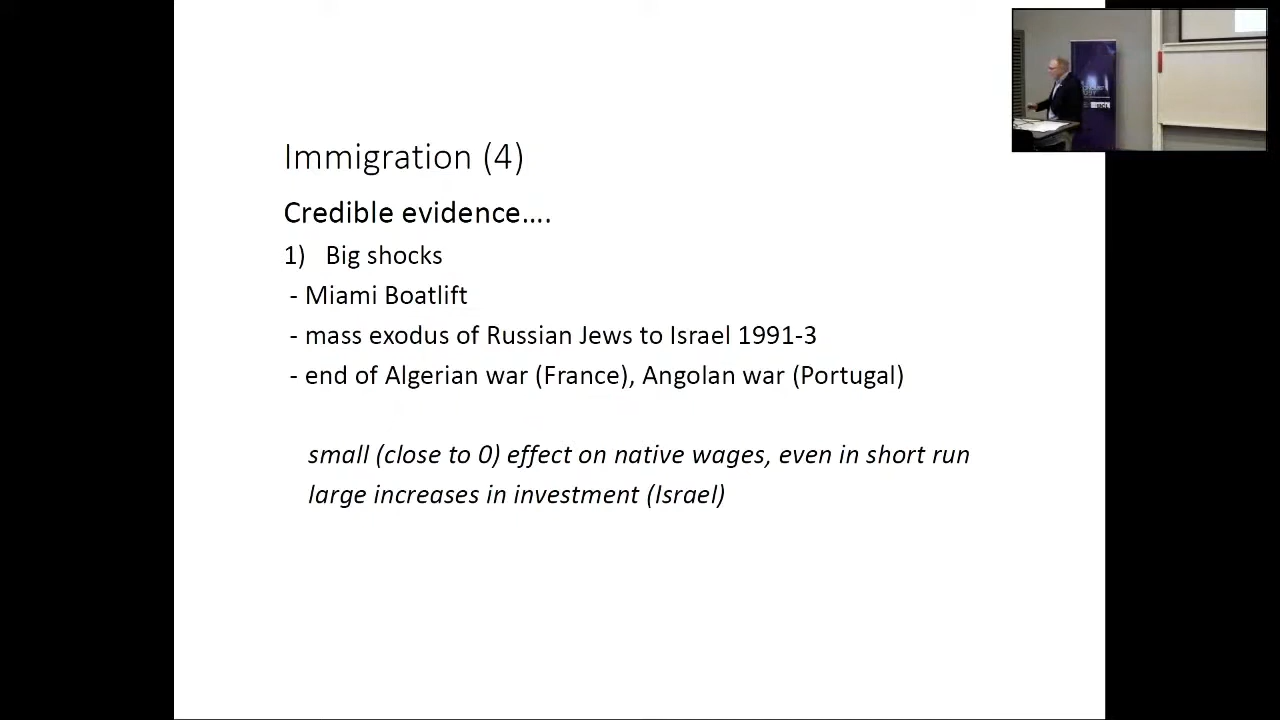 Immigration (4)
Credible evidence....
1) Big shocks
- Miami Boatlift
- mass exodus of Russian Jews to Israel 1991-3
- end of Algerian war (France), Angolan war (Portugal)
small (close to 0) effect on native wages, even in short run
large increases in investment (Israel)